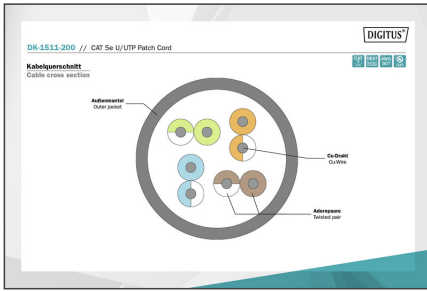 DIGITUS®
DK-1511-200 // CAT 5e U/UTP Patch Cord
Kabelquerschnitt
Cable cross section
Außenmantel
Outer jacket
Cu-Draht
Cu-Wire
Adernpaare
Twisted pair